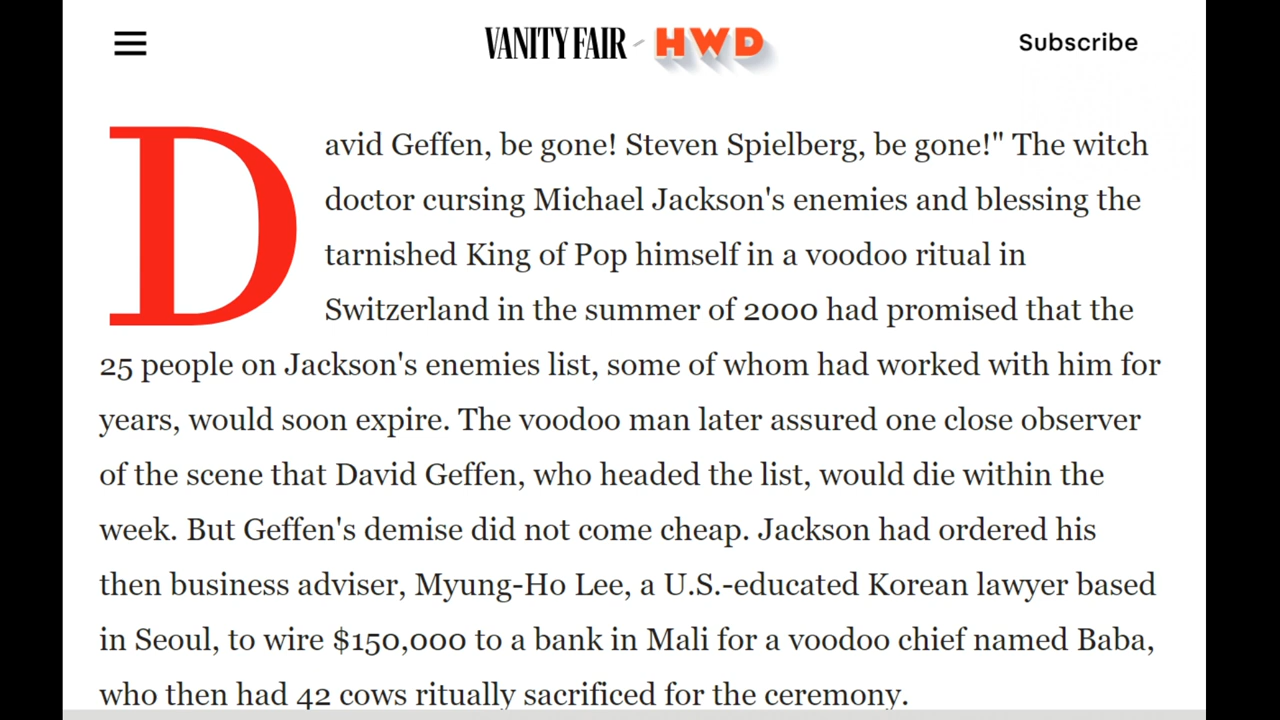 VANITY FAIR - HWD
Subscribe
David Geffen, be gone! Steven Spielberg, be gone!" The witch
doctor cursing Michael Jackson's enemies and blessing the
tarnished King of Pop himself in a voodoo ritual in
Switzerland in the summer of 2000 had promised that the
25 people on Jackson's enemies list, some of whom had worked with him for
years, would soon expire. The voodoo man later assured one close observer
of the scene that David Geffen, who headed the list, would die within the
week. But Geffen's demise did not come cheap. Jackson had ordered his
then business adviser, Myung-Ho Lee, a U.S.-educated Korean lawyer based
in Seoul, to wire $150,000 to a bank in Mali for a voodoo chief named Baba,
who then had 42 cows ritually sacrificed for the ceremony.